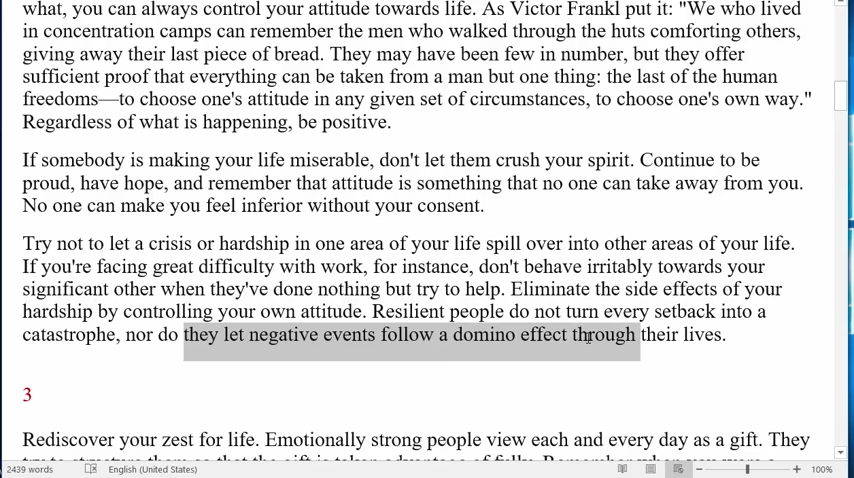 what, you can always control your attitude towards life. As Victor Frankl put it: "We who lived
in concentration camps can remember the men who walked through the huts comforting others,
giving away their last piece of bread. They may have been few in number, but they offer
sufficient proof that everything can be taken from a man but one thing: the last of the human
freedoms—to choose one's attitude in any given set of circumstances, to choose one's own way."
Regardless of what is happening, be positive.
If somebody is making your life miserable, don't let them crush your spirit. Continue to be
proud, have hope, and remember that attitude is something that no one can take away from you.
No one can make you feel inferior without your consent.
Try not to let a crisis or hardship in one area of your life spill over into other areas of your life.
If you're facing great difficulty with work, for instance, don't behave irritably towards your
significant other when they've done nothing but try to help. Eliminate the side effects of your
hardship by controlling your own attitude. Resilient people do not turn every setback into a
catastrophe, nor do they let negative events follow a domino effect through their lives.
3
Rediscover your zest for life. Emotionally strong people view each and every day as a gift. They
2439 words English (United States) 100%